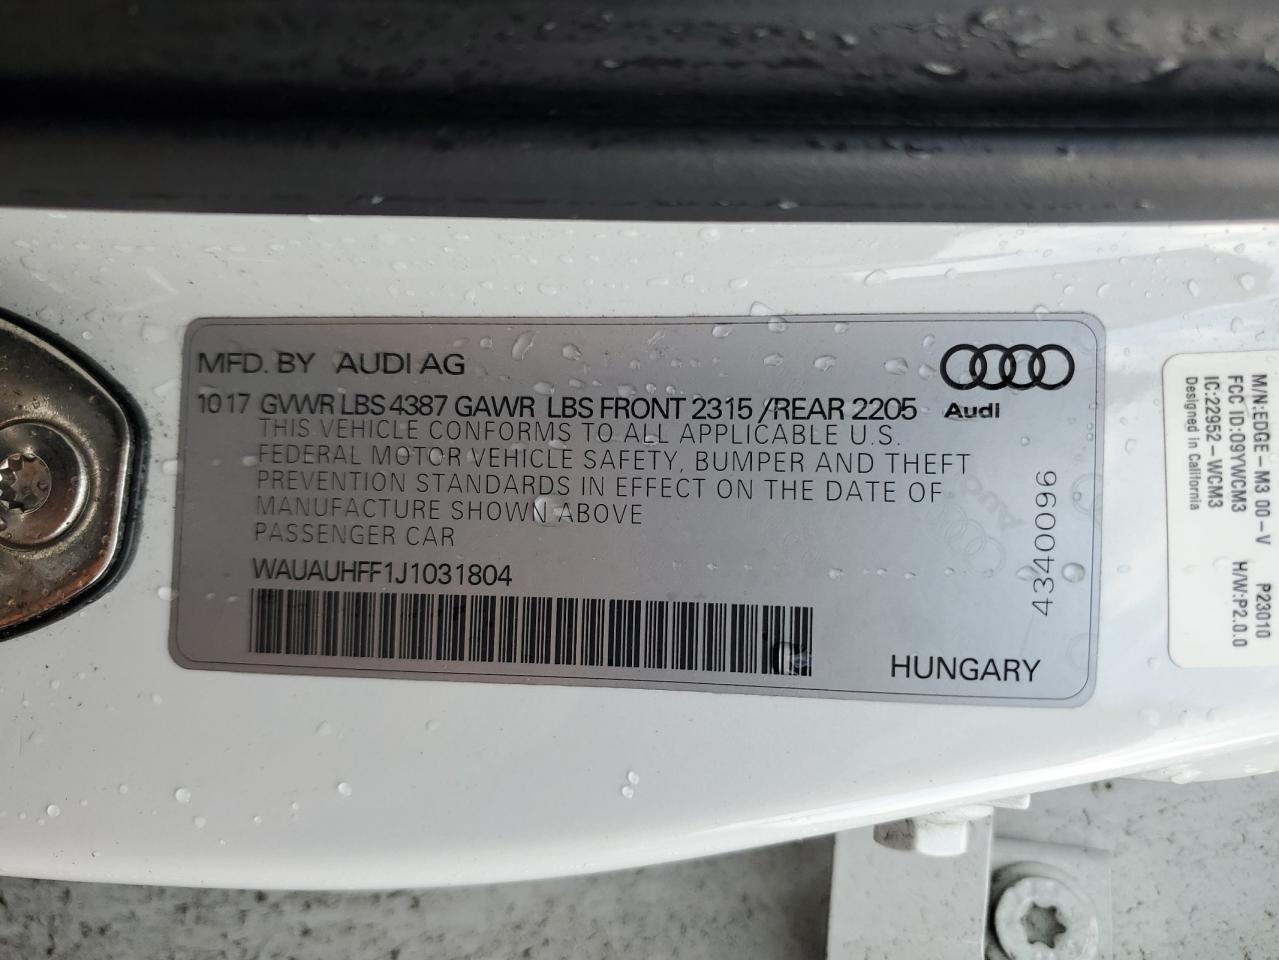 MFD. BY AUDI AG
10 17 GVWR LBS 4387 GAWR LBS FRONT 2315 /REAR 2205
THIS VEHICLE CONFORMS TO ALL APPLICABLE U.S.
FEDERAL MOTOR VEHICLE SAFETY, BUMPER AND THEFT
PREVENTION STANDARDS IN EFFECT ON THE DATE OF
MANUFACTURE SHOWN ABOVE
PASSENGER CAR
WAUAUHFF1J1031804
Audi
4340096
HUNGARY
M/N:EDGE-M3 00-V P23010
FCC ID:O9YWCM3 H/W:P2.0.0
IC:22952-WCM3
Designed in California